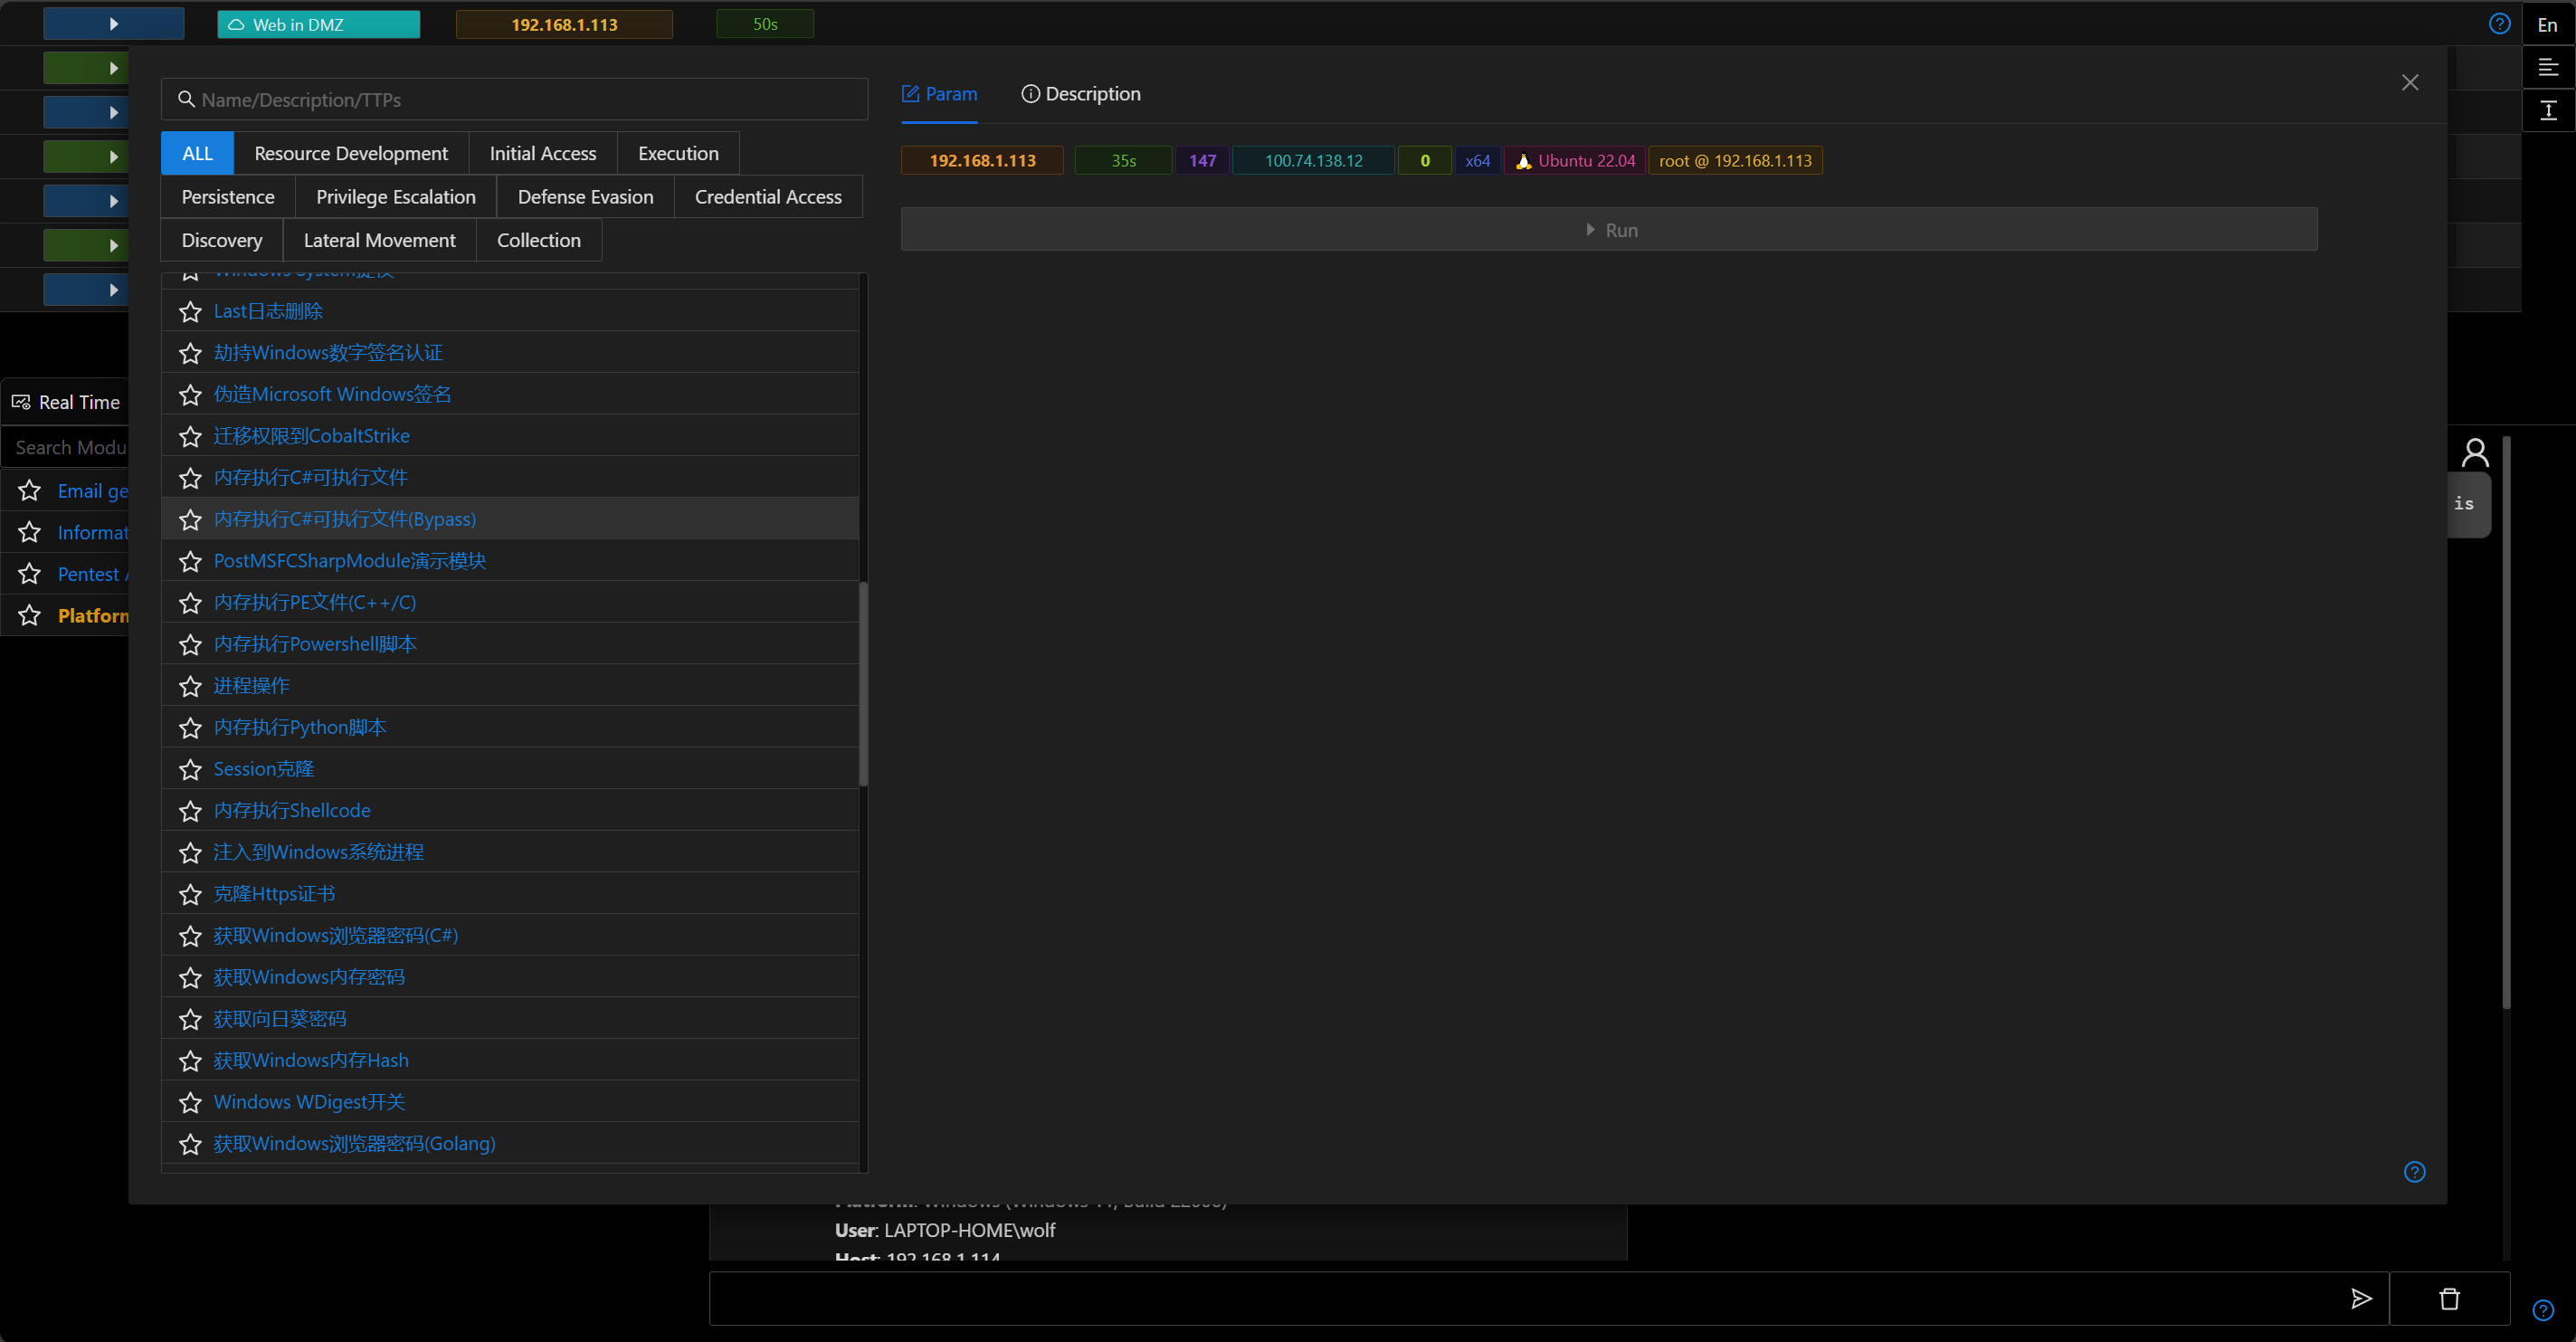 Web in DMZ
192.168.1.113
50s
En
Name/Description/TTPs
ALL
Resource Development
Initial Access
Execution
Persistence
Privilege Escalation
Defense Evasion
Credential Access
Discovery
Lateral Movement
Collection
Windows System提权
Last日志删除
劫持Windows数字签名认证
伪造Microsoft Windows签名
迁移权限到CobaltStrike
内存执行C#可执行文件
内存执行C#可执行文件(Bypass)
PostMSFCSharpModule演示模块
内存执行PE文件(C++/C)
内存执行Powershell脚本
进程操作
内存执行Python脚本
Session克隆
内存执行Shellcode
注入到Windows系统进程
克隆Https证书
获取Windows浏览器密码(C#)
获取Windows内存密码
获取向日葵密码
获取Windows内存Hash
Windows WDigest开关
获取Windows浏览器密码(Golang)
Param
Description
192.168.1.113
35s
147
100.74.138.12
0
x64
Ubuntu 22.04
root @ 192.168.1.113
Run
Real Time
Search Modu
Email ge
Informat
Pentest
Platform
is
User: LAPTOP-HOME\wolf
Host: 192.168.1.114